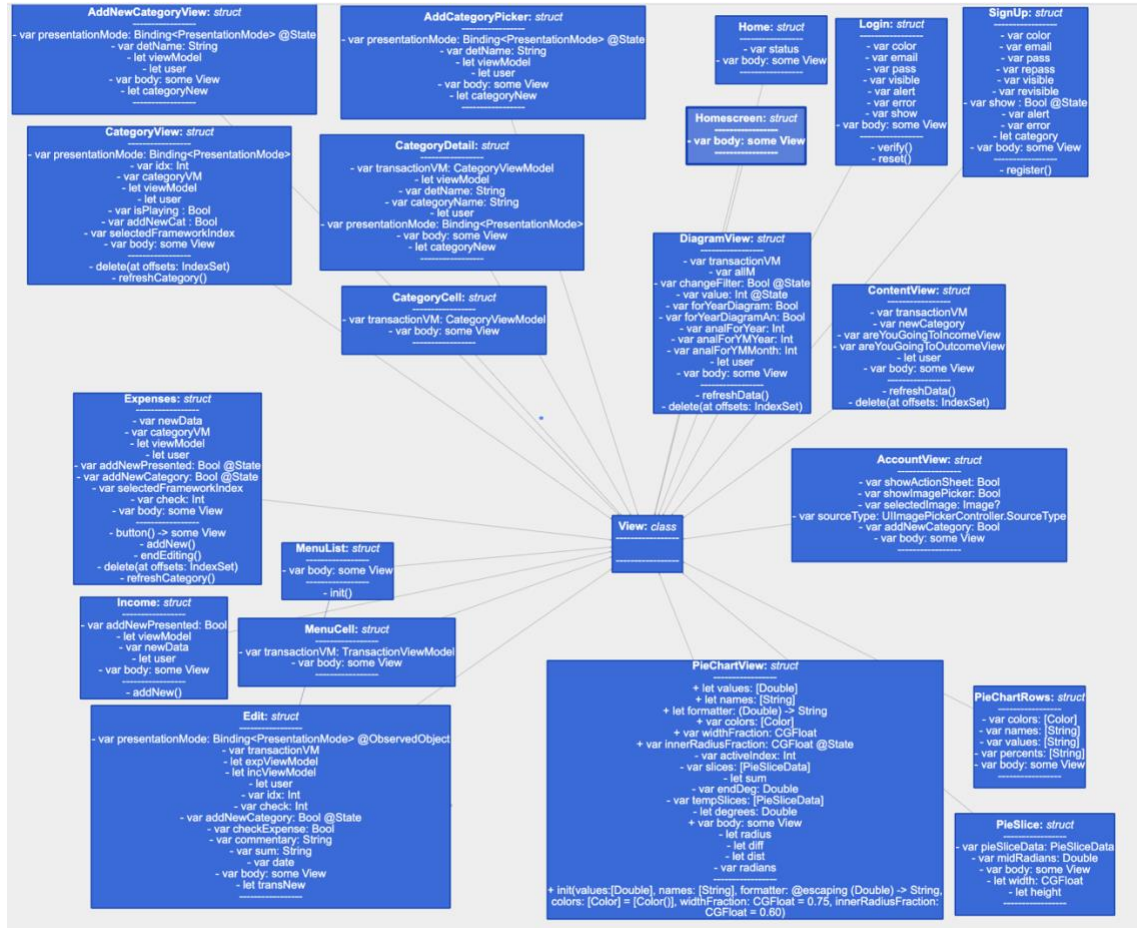 AddNewCategoryView: struct
------------------
- var presentationMode: Binding<PresentationMode> @State
- var detName: String
- let viewModel
- let user
- var body: some View
- let categoryNew
------------------
AddCategoryPicker: struct
------------------
- var presentationMode: Binding<PresentationMode> @State
- var detName: String
- let viewModel
- let user
- var body: some View
- let categoryNew
------------------
Home: struct
------------------
- var status
- var body: some View
------------------
Login: struct
------------------
- var color
- var email
- var pass
- var visible
- var alert
- var error
- var show
- var body: some View
------------------
- verify()
- reset()
SignUp: struct
------------------
- var color
- var email
- var pass
- var repass
- var visible
- var revisible
- var show : Bool @State
- var alert
- var error
- let category
- var body: some View
------------------
- register()
Homescreen: struct
------------------
- var body: some View
------------------
CategoryView: struct
------------------
- var presentationMode: Binding<PresentationMode>
- var idx: Int
- var categoryVM
- let viewModel
- let user
- var isPlaying : Bool
- var addNewCat : Bool
- var selectedFrameworkIndex
- var body: some View
------------------
- delete(at offsets: IndexSet)
- refreshCategory()
CategoryDetail: struct
------------------
- var transactionVM: CategoryViewModel
- let viewModel
- var detName: String
- var categoryName: String
- let user
- var presentationMode: Binding<PresentationMode>
- var body: some View
- let categoryNew
------------------
CategoryCell: struct
------------------
- var transactionVM: CategoryViewModel
- var body: some View
------------------
DiagramView: struct
------------------
- var transactionVM
- var allM
- var changeFilter: Bool @State
- var value: Int @State
- var forYearDiagram: Bool
- var forYearDiagramAn: Bool
- var analForYear: Int
- var analForYMYear: Int
- var analForYMMonth: Int
- let user
- var body: some View
------------------
- refreshData()
- delete(at offsets: IndexSet)
ContentView: struct
------------------
- var transactionVM
- var newCategory
- var areYouGoingToIncomeView
- var areYouGoingToOutcomeView
- let user
- var body: some View
------------------
- refreshData()
- delete(at offsets: IndexSet)
Expenses: struct
------------------
- var newData
- var categoryVM
- let viewModel
- let user
- var addNewPresented: Bool @State
- var addNewCategory: Bool @State
- var selectedFrameworkIndex
- var check: Int
- var body: some View
------------------
- button() -> some View
- addNew()
- endEditing()
- delete(at offsets: IndexSet)
- refreshCategory()
AccountView: struct
------------------
- var showActionSheet: Bool
- var showImagePicker: Bool
- var selectedImage: Image?
- var sourceType: UIImagePickerController.SourceType
- var addNewCategory: Bool
- var body: some View
------------------
View: class
------------------
------------------
MenuList: struct
------------------
- var body: some View
------------------
- init()
Income: struct
------------------
- var addNewPresented: Bool
- let viewModel
- var newData
- let user
- var body: some View
------------------
- addNew()
MenuCell: struct
------------------
- var transactionVM: TransactionViewModel
- var body: some View
------------------
Edit: struct
------------------
- var presentationMode: Binding<PresentationMode> @ObservedObject
- var transactionVM
- let expViewModel
- let incViewModel
- let user
- var idx: Int
- var check: Int
- var addNewCategory: Bool @State
- var checkExpense: Bool
- var commentary: String
- var sum: String
- var date
- var body: some View
- let transNew
------------------
PieChartView: struct
------------------
+ let values: [Double]
+ let names: [String]
+ let formatter: (Double) -> String
+ var colors: [Color]
+ var widthFraction: CGFloat
+ var innerRadiusFraction: CGFloat @State
- var activeIndex: Int
- var slices: [PieSliceData]
- let sum
- var endDeg: Double
- var tempSlices: [PieSliceData]
- let degrees: Double
+ var body: some View
- let radius
- let diff
- let dist
- var radians
------------------
+ init(values:[Double], names: [String], formatter: @escaping (Double) -> String,
colors: [Color] = [Color()], widthFraction: CGFloat = 0.75, innerRadiusFraction:
CGFloat = 0.60)
PieChartRows: struct
------------------
- var colors: [Color]
- var names: [String]
- var values: [String]
- var percents: [String]
- var body: some View
------------------
PieSlice: struct
------------------
- var pieSliceData: PieSliceData
- var midRadians: Double
- var body: some View
- let width: CGFloat
- let height
------------------